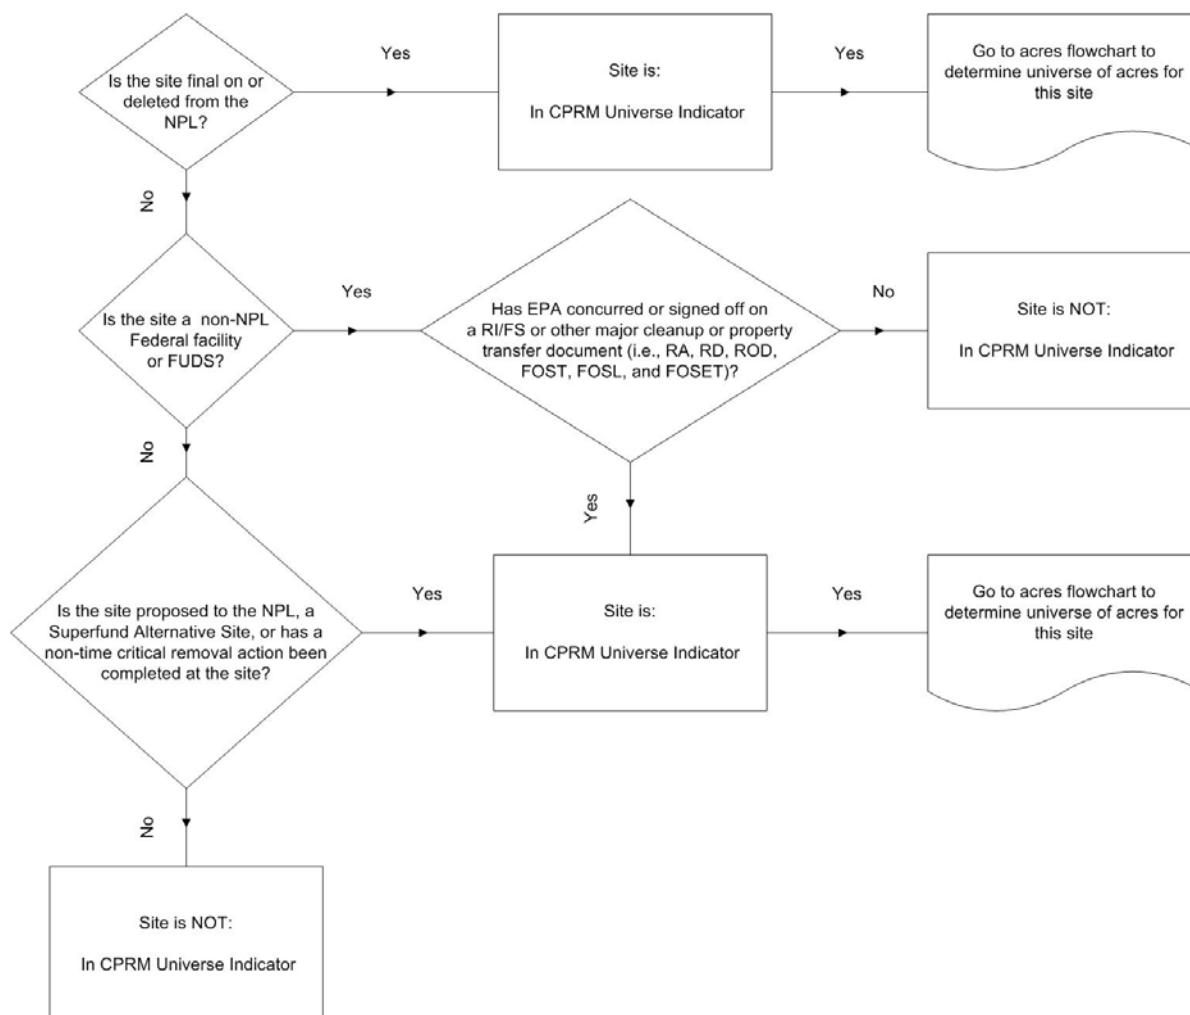 Is the site final on or
deleted from the
NPL?
Yes
Site is:
In CPRM Universe Indicator
Yes
Go to acres flowchart to
determine universe of acres for
this site
No
Is the site a  non-NPL
Federal facility
or FUDS?
Yes
Has EPA concurred or signed off on
a RI/FS or other major cleanup or property
transfer document (i.e., RA, RD, ROD,
FOST, FOSL, and FOSET)?
No
Site is NOT:
In CPRM Universe Indicator
No
Yes
Is the site proposed to the NPL, a
Superfund Alternative Site, or has a
non-time critical removal action been
completed at the site?
Yes
Site is:
In CPRM Universe Indicator
Yes
Go to acres flowchart to
determine universe of acres for
this site
No
Site is NOT:
In CPRM Universe Indicator